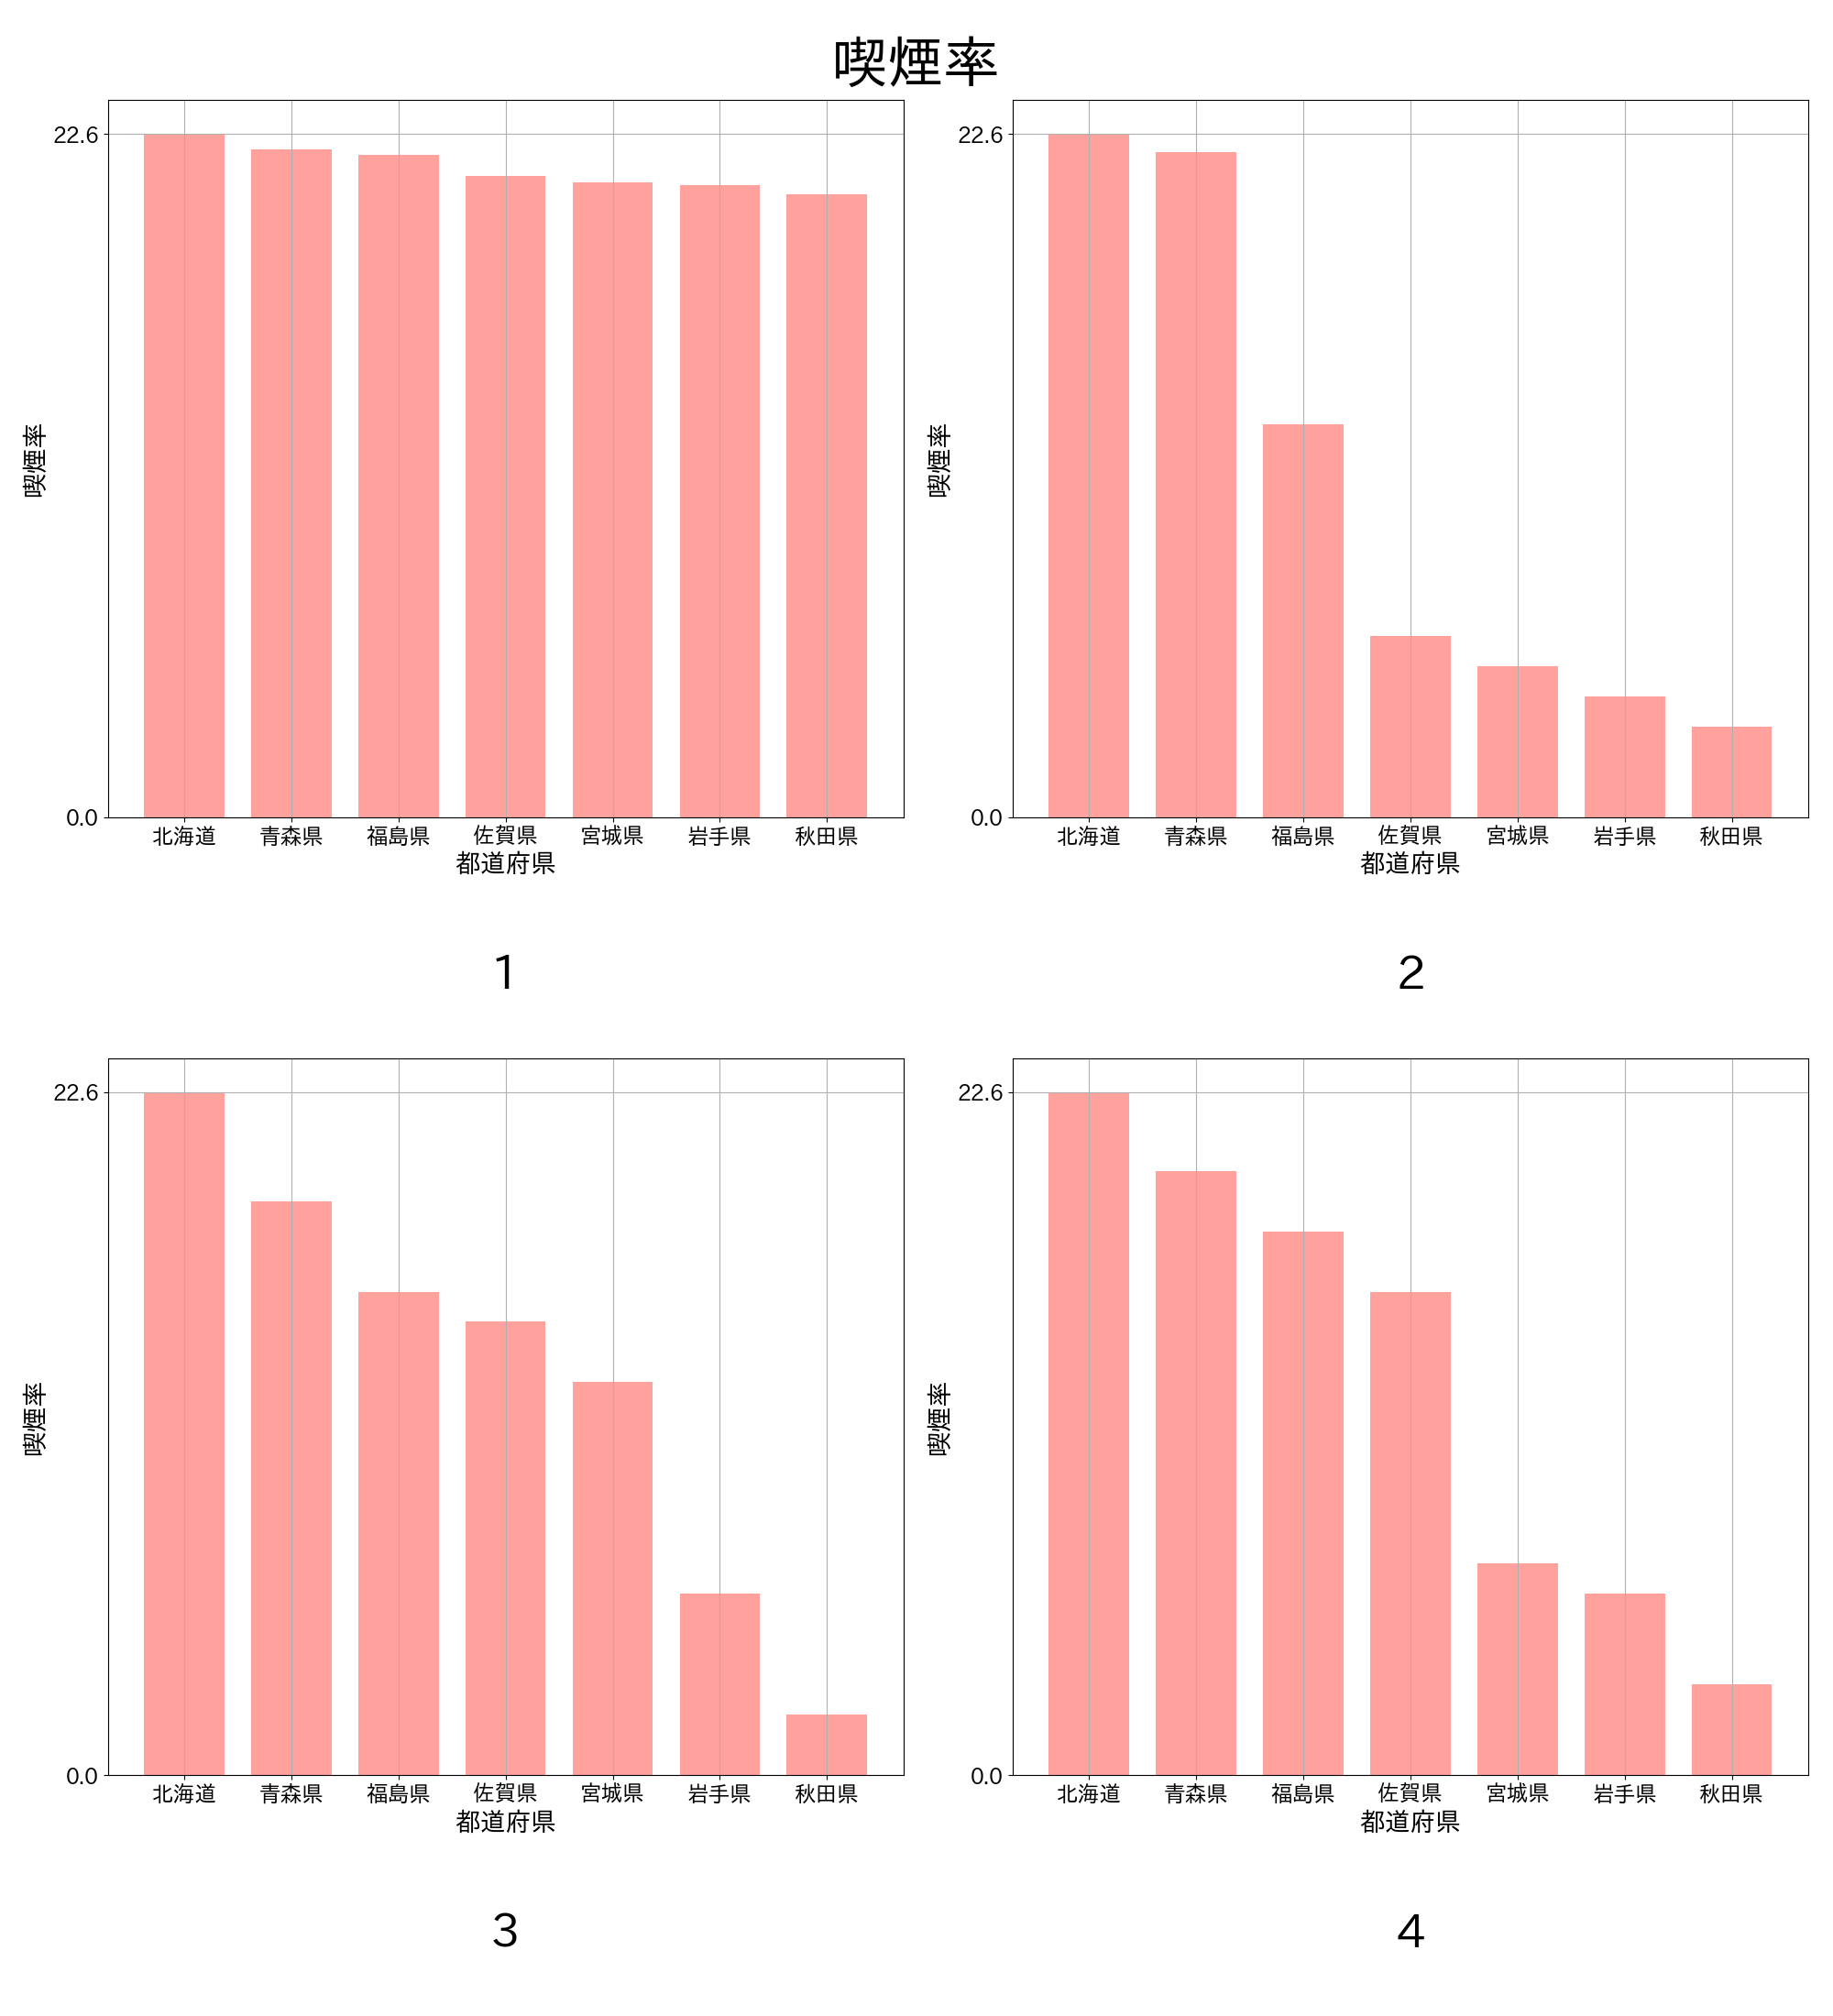 喫煙率
22.6
22.6
喫煙率
喫煙率
0.0
0.0
北海道 青森県 福島県 佐賀県 宮城県 岩手県 秋田県
北海道 青森県 福島県 佐賀県 宮城県 岩手県 秋田県
都道府県
都道府県
1
2
22.6
22.6
喫煙率
喫煙率
0.0
0.0
北海道 青森県 福島県 佐賀県 宮城県 岩手県 秋田県
北海道 青森県 福島県 佐賀県 宮城県 岩手県 秋田県
都道府県
都道府県
3
4